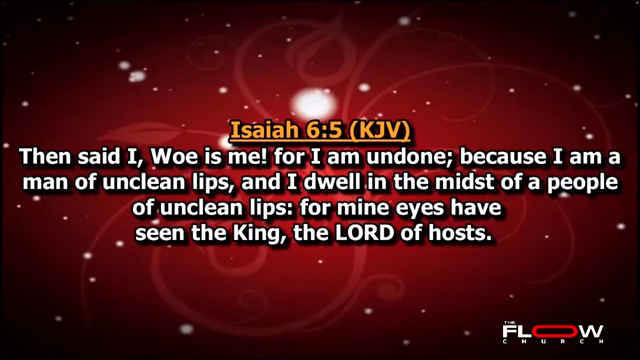 Isaiah 6:5 (KJV)
Then said I, Woe is me! for I am undone; because I am a
man of unclean lips, and I dwell in the midst of a people
of unclean lips: for mine eyes have
seen the King, the LORD of hosts.
THE
FLOW
CHURCH